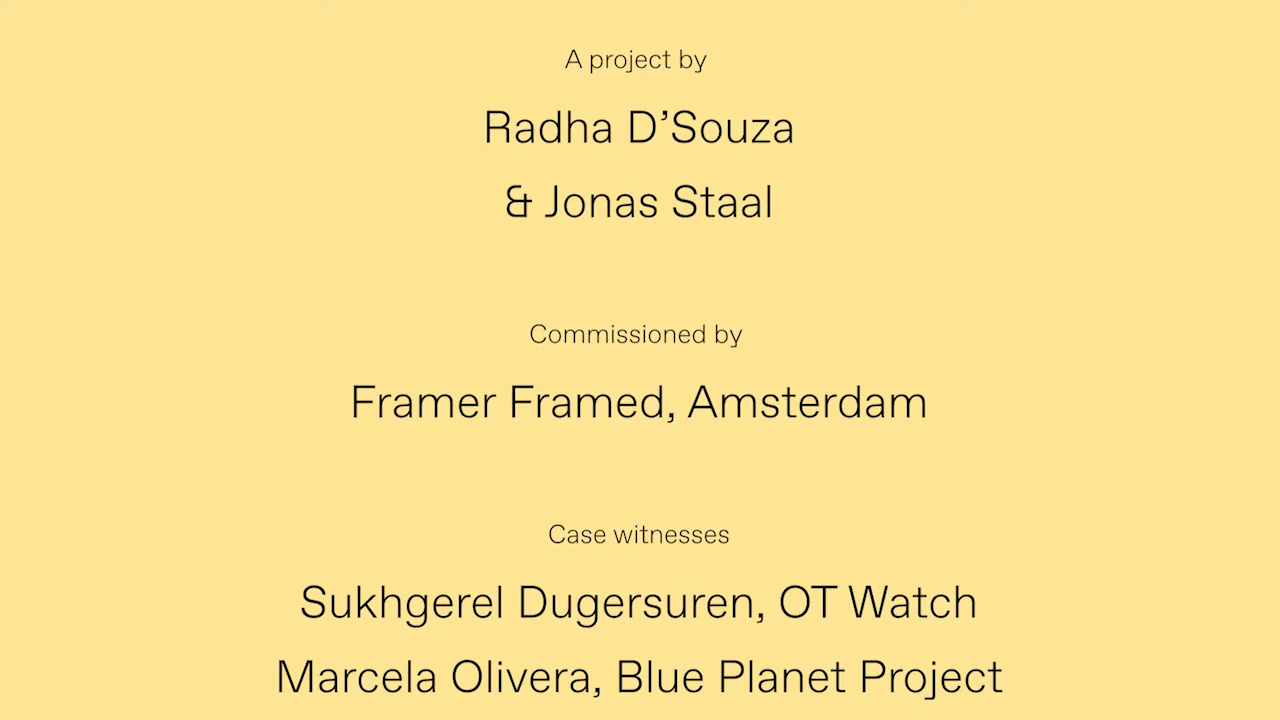 A project by
Radha D’Souza
& Jonas Staal
Commissioned by
Framer Framed, Amsterdam
Case witnesses
Sukhgerel Dugersuren, OT Watch
Marcela Olivera, Blue Planet Project